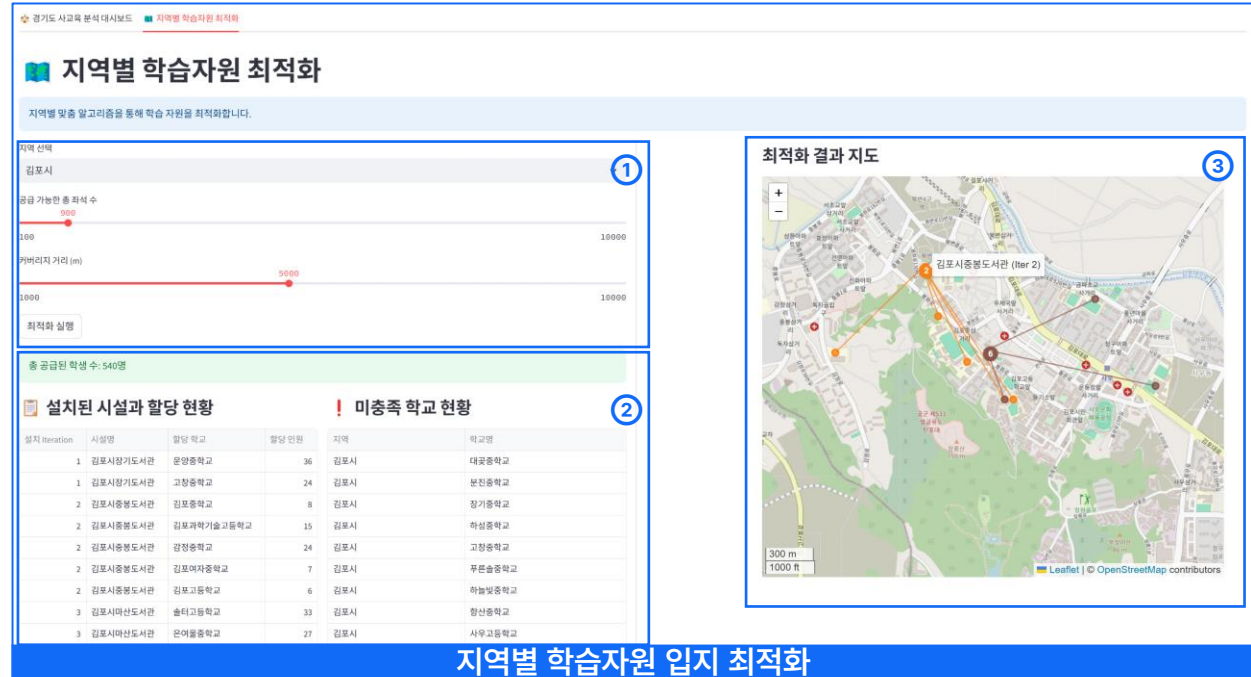 경기도 사교육 분석 대시보드 지역별 학습자원 최적화
지역별 학습자원 최적화
지역별 맞춤 알고리즘을 통해 학습 자원을 최적화합니다.
지역 선택
김포시
①
공급 가능한 총 좌석 수
900
100 10000
커버리지 거리 (m)
5000
1000 10000
최적화 실행
총 공급된 학생 수: 540명
설치된 시설과 할당 현황
②
설치 Iteration 시설명 할당 학교 할당 인원
1 김포시장기도서관 운양중학교 36
1 김포시장기도서관 고창중학교 24
2 김포시중봉도서관 김포중학교 8
2 김포시중봉도서관 김포과학기술고등학교 15
2 김포시중봉도서관 감정중학교 24
2 김포시중봉도서관 김포여자중학교 7
2 김포시중봉도서관 김포고등학교 6
3 김포시마산도서관 솔터고등학교 33
3 김포시마산도서관 은여울중학교 27
미충족 학교 현황
지역 학교명
김포시 대곶중학교
김포시 분진중학교
김포시 장기중학교
김포시 하성중학교
김포시 고창중학교
김포시 푸른솔중학교
김포시 하늘빛중학교
김포시 향산중학교
김포시 사우고등학교
최적화 결과 지도
③
+
−
김포시중봉도서관 (Iter 2)
2
6
300 m
1000 ft
Leaflet | © OpenStreetMap contributors
지역별 학습자원 입지 최적화